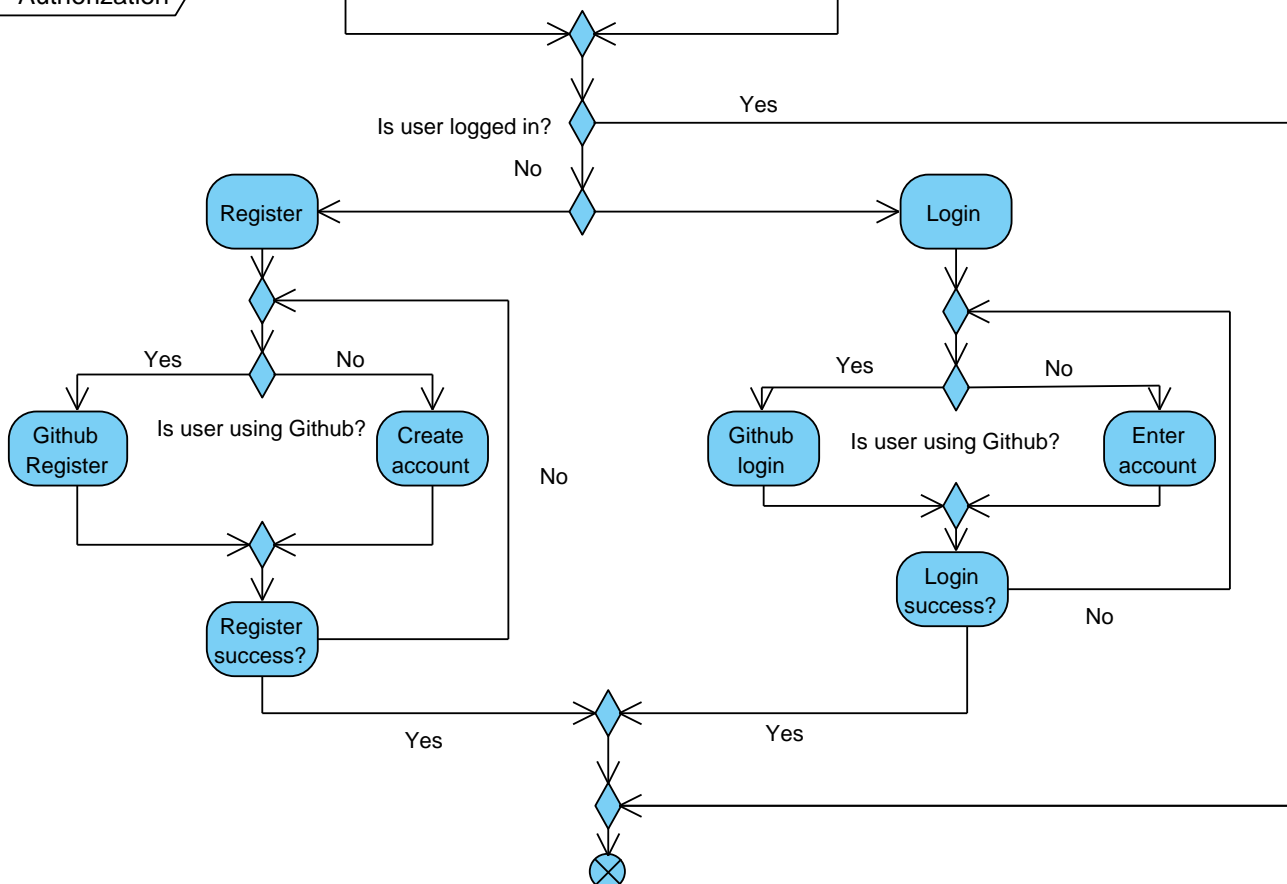 Authorization
Yes
Is user logged in?
No
Register
Login
Yes
No
Yes
No
Github
Register
Is user using Github?
Create
account
Github
login
Is user using Github?
Enter
account
No
Login
success?
No
Register
success?
Yes
Yes